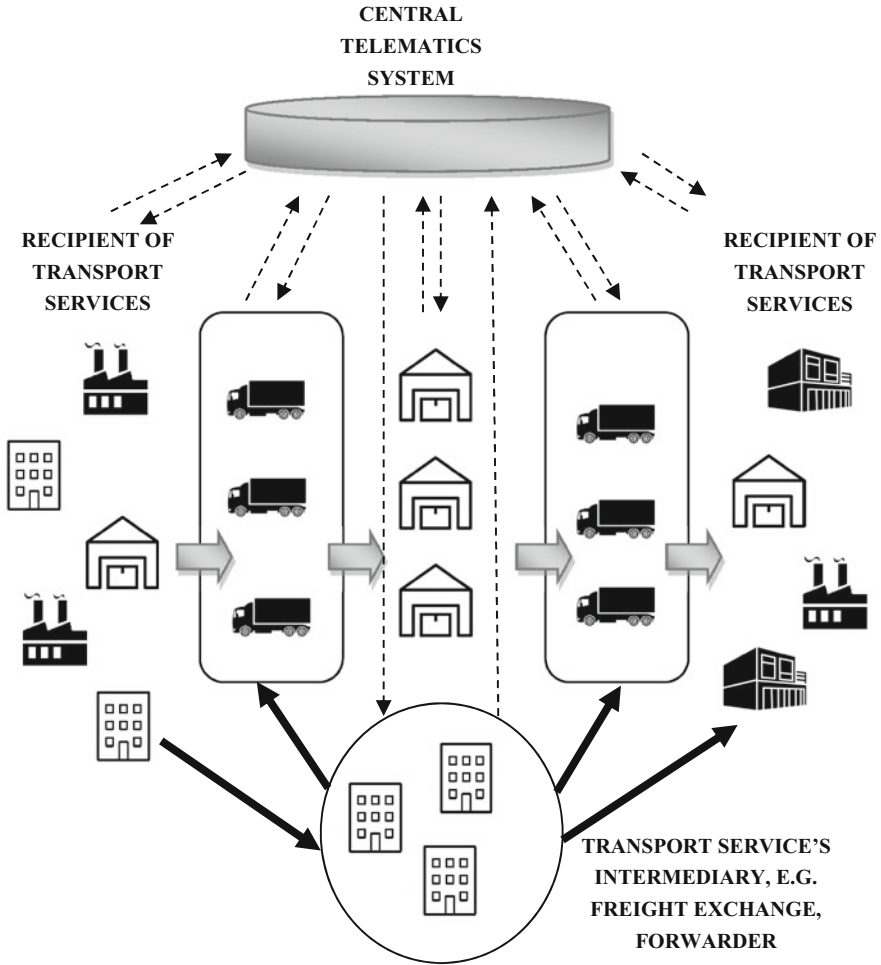 CENTRAL
TELEMATICS
SYSTEM
RECIPIENT OF
TRANSPORT
SERVICES
RECIPIENT OF
TRANSPORT
SERVICES
TRANSPORT SERVICE’S
INTERMEDIARY, E.G.
FREIGHT EXCHANGE,
FORWARDER